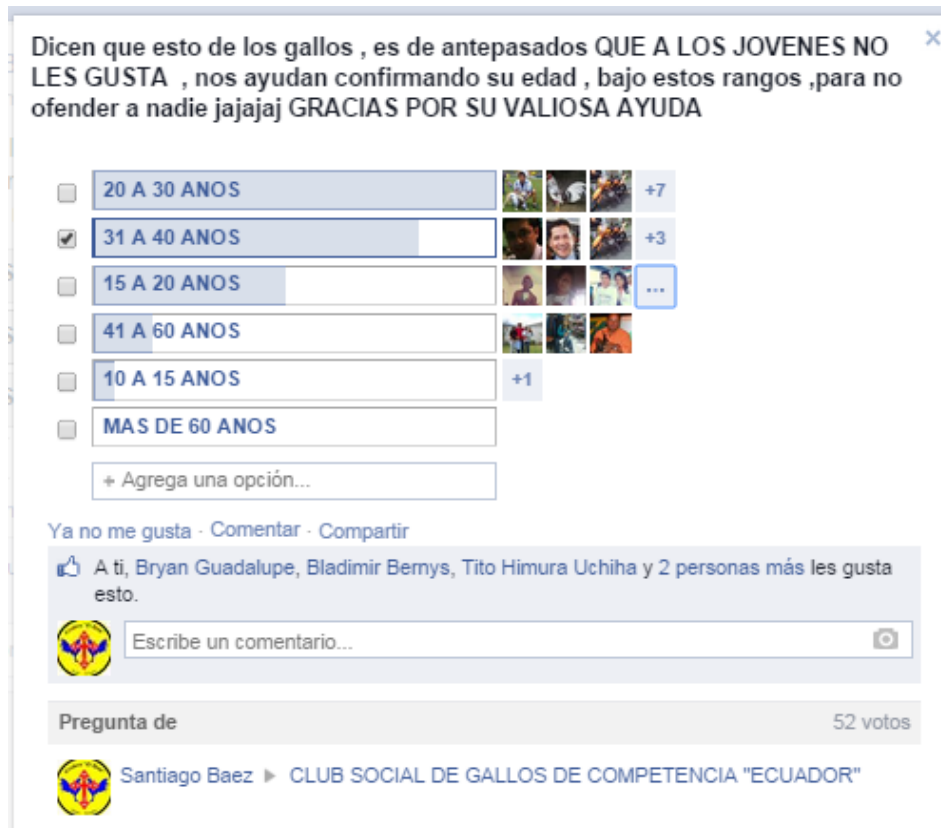 Dicen que esto de los gallos , es de antepasados QUE A LOS JOVENES NO
LES GUSTA , nos ayudan confirmando su edad , bajo estos rangos ,para no
ofender a nadie jajajaj GRACIAS POR SU VALIOSA AYUDA
20 A 30 ANOS +7
31 A 40 ANOS +3
15 A 20 ANOS ...
41 A 60 ANOS
10 A 15 ANOS +1
MAS DE 60 ANOS
+ Agrega una opción...
Ya no me gusta · Comentar · Compartir
A ti, Bryan Guadalupe, Bladimir Bernys, Tito Himura Uchiha y 2 personas más les gusta
esto.
Escribe un comentario...
Pregunta de 52 votos
Santiago Baez ▶ CLUB SOCIAL DE GALLOS DE COMPETENCIA "ECUADOR"